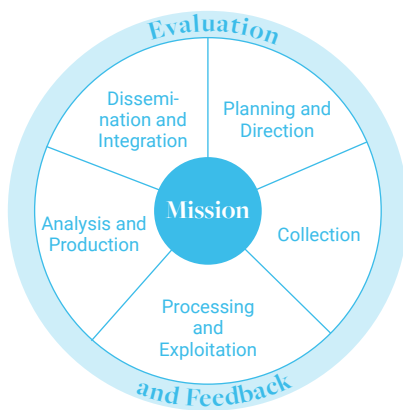 Evaluation
Dissemi-
nation and
Integration
Planning and
Direction
Mission
Analysis and
Production
Collection
Processing
and
Exploitation
and Feedback